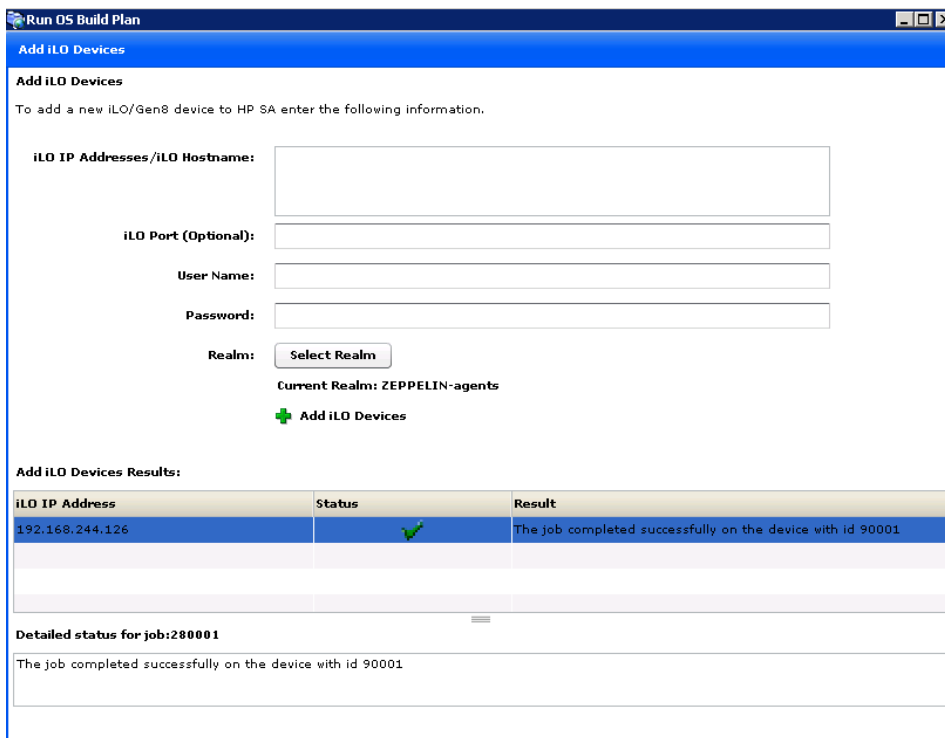 Run OS Build Plan
Add iLO Devices
Add iLO Devices
To add a new iLO/Gen8 device to HP SA enter the following information.
iLO IP Addresses/iLO Hostname:
iLO Port (Optional):
User Name:
Password:
Realm: Select Realm
Current Realm: ZEPPELIN-agents
Add iLO Devices
Add iLO Devices Results:
iLO IP Address Status Result
192.168.244.126 The job completed successfully on the device with id 90001
Detailed status for job:280001
The job completed successfully on the device with id 90001